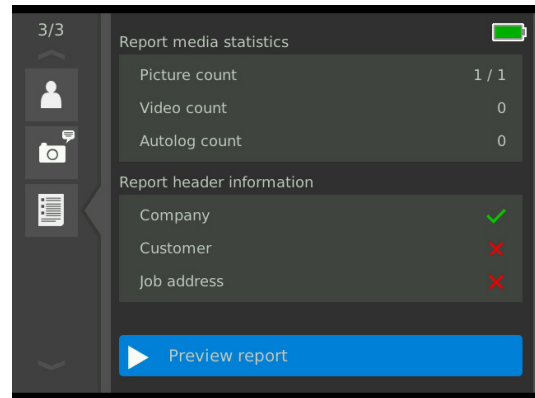 3/3
Report media statistics
Picture count 1 / 1
Video count 0
Autolog count 0
Report header information
Company
Customer
Job address
Preview report